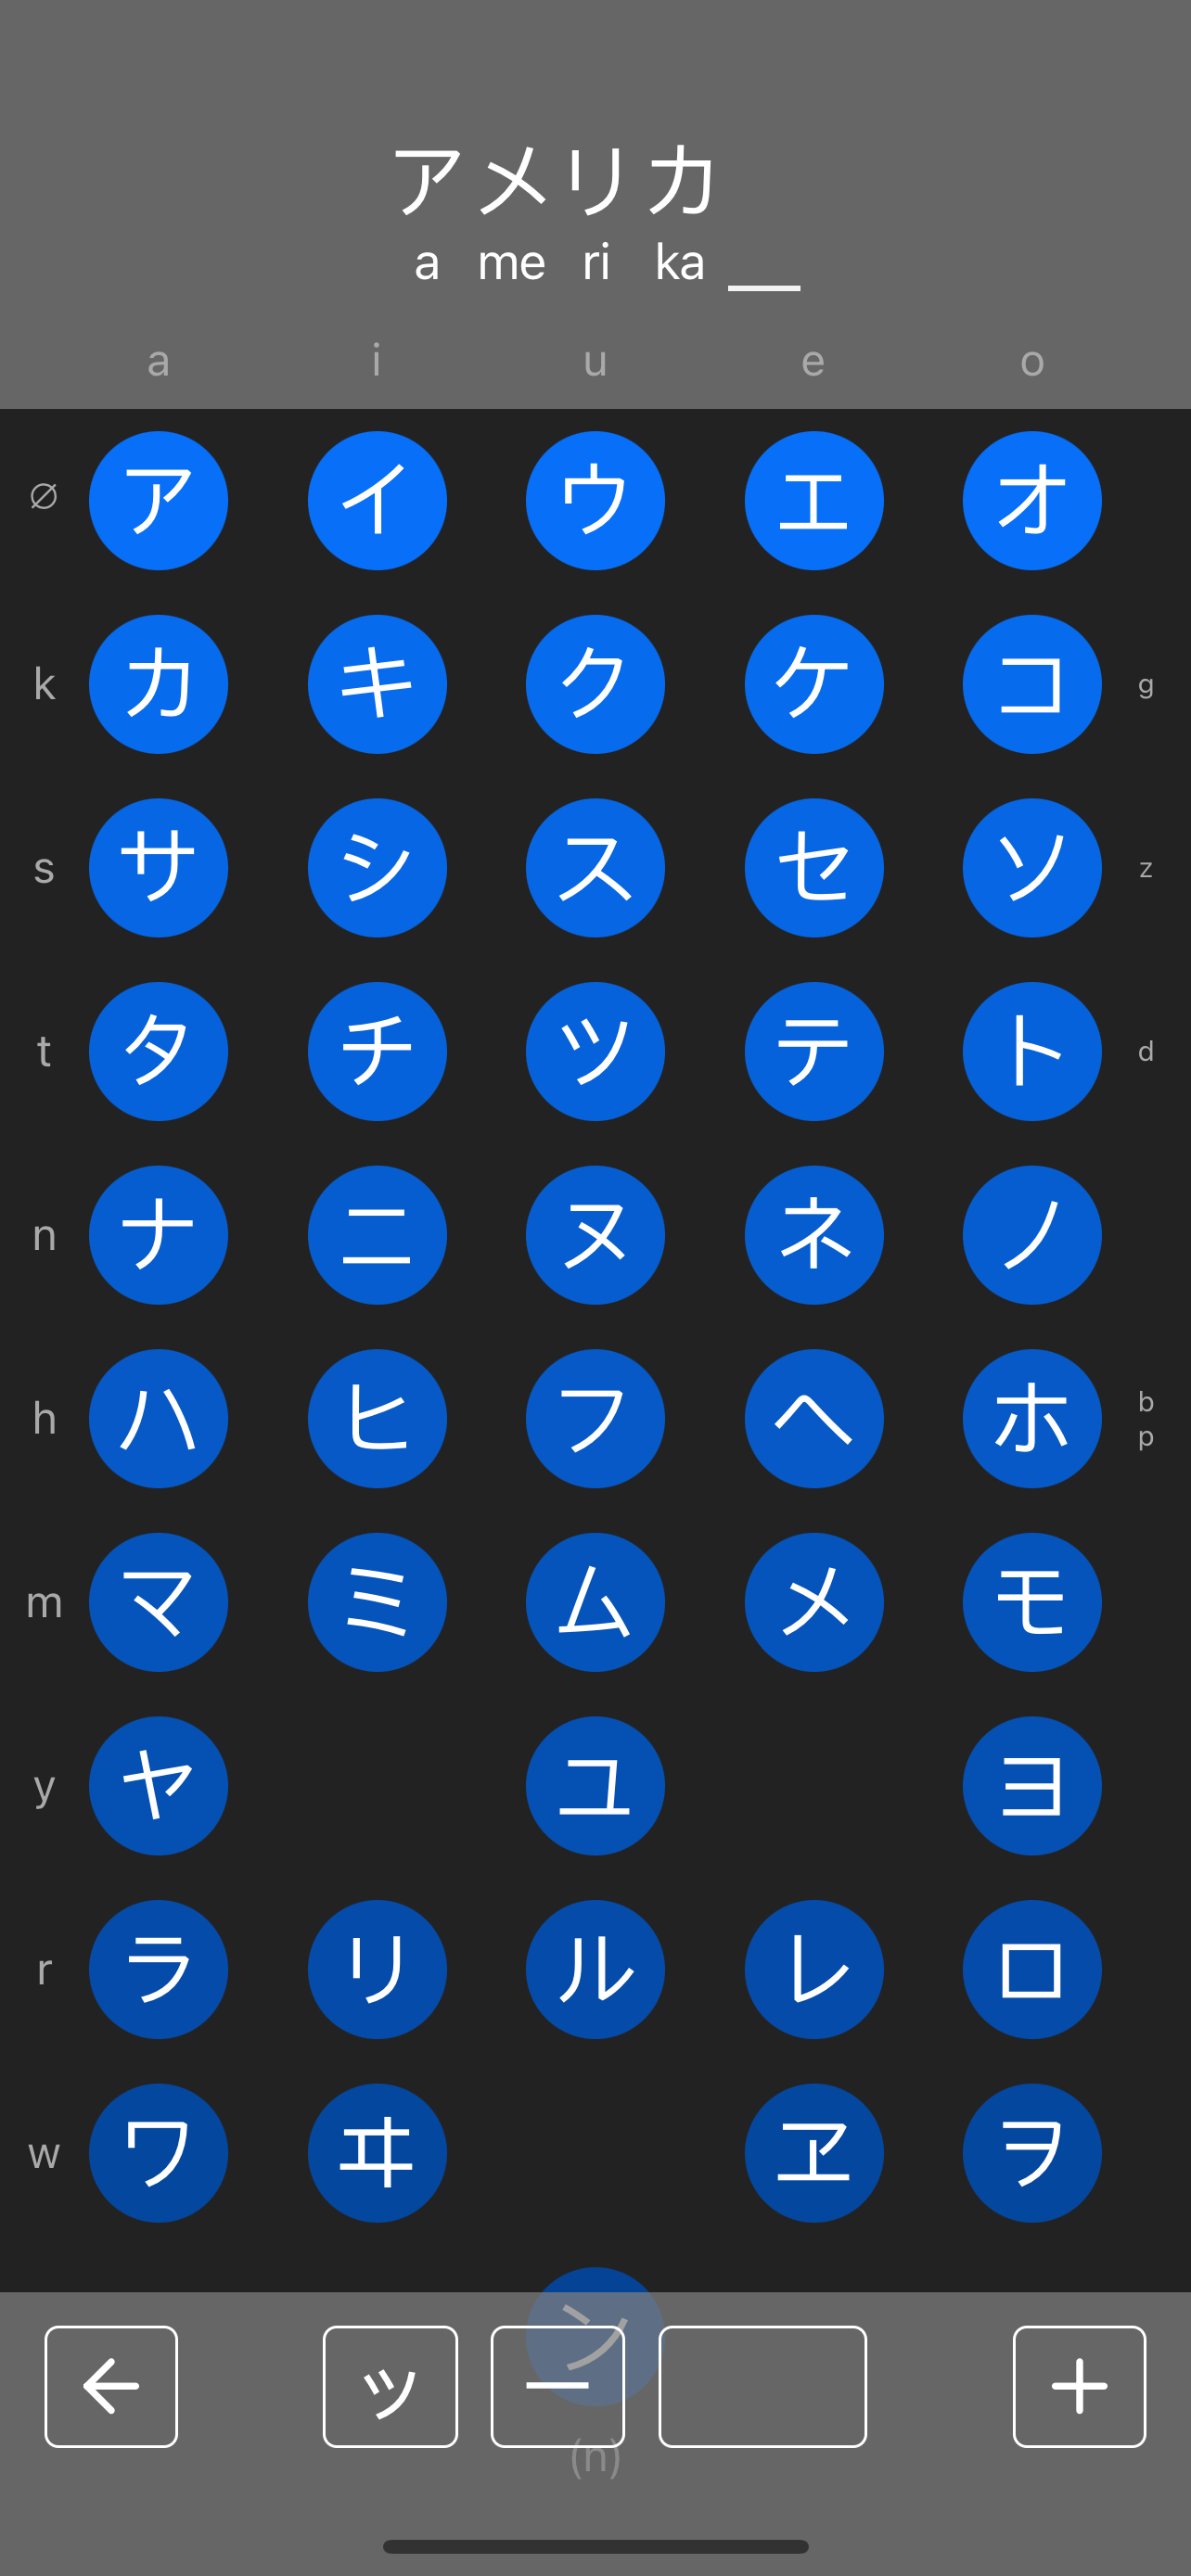 アメリカ
a me ri ka
a i u e o
∅ ア イ ウ エ オ
k カ キ ク ケ コ g
s サ シ ス セ ソ z
t タ チ ツ テ ト d
n ナ ニ ヌ ネ ノ
h ハ ヒ フ ヘ ホ b p
m マ ミ ム メ モ
y ヤ ユ ヨ
r ラ リ ル レ ロ
w ワ ヰ ヱ ヲ
ン
← ッ ー +
(n)